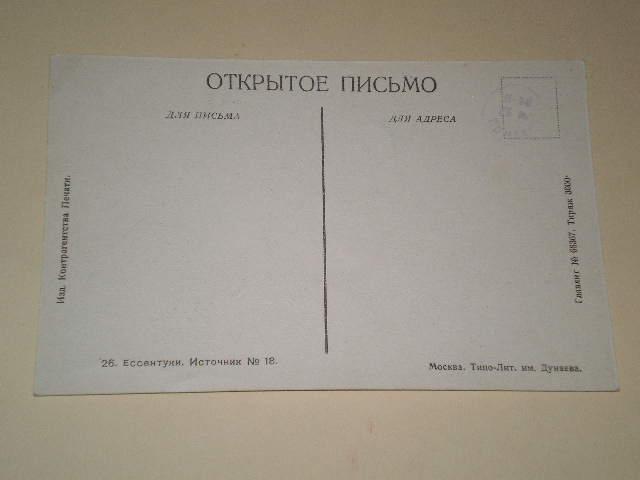 ОТКРЫТОЕ ПИСЬМО
ДЛЯ ПИСЬМА
ДЛЯ АДРЕСА
Изд. Контрагентства Печати.
Главлит № 68367. Тираж 3000
26. Ессентуки. Источник № 18.
Москва. Типо-Лит. им. Дунаева.